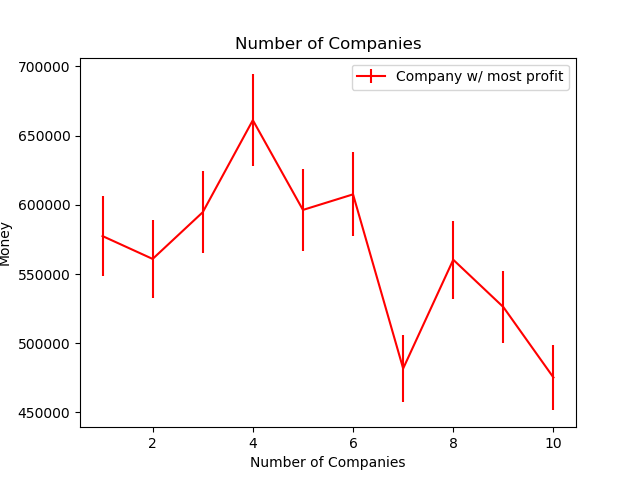 Number of Companies
Company w/ most profit
Money
700000
650000
600000
550000
500000
450000
2 4 6 8 10
Number of Companies